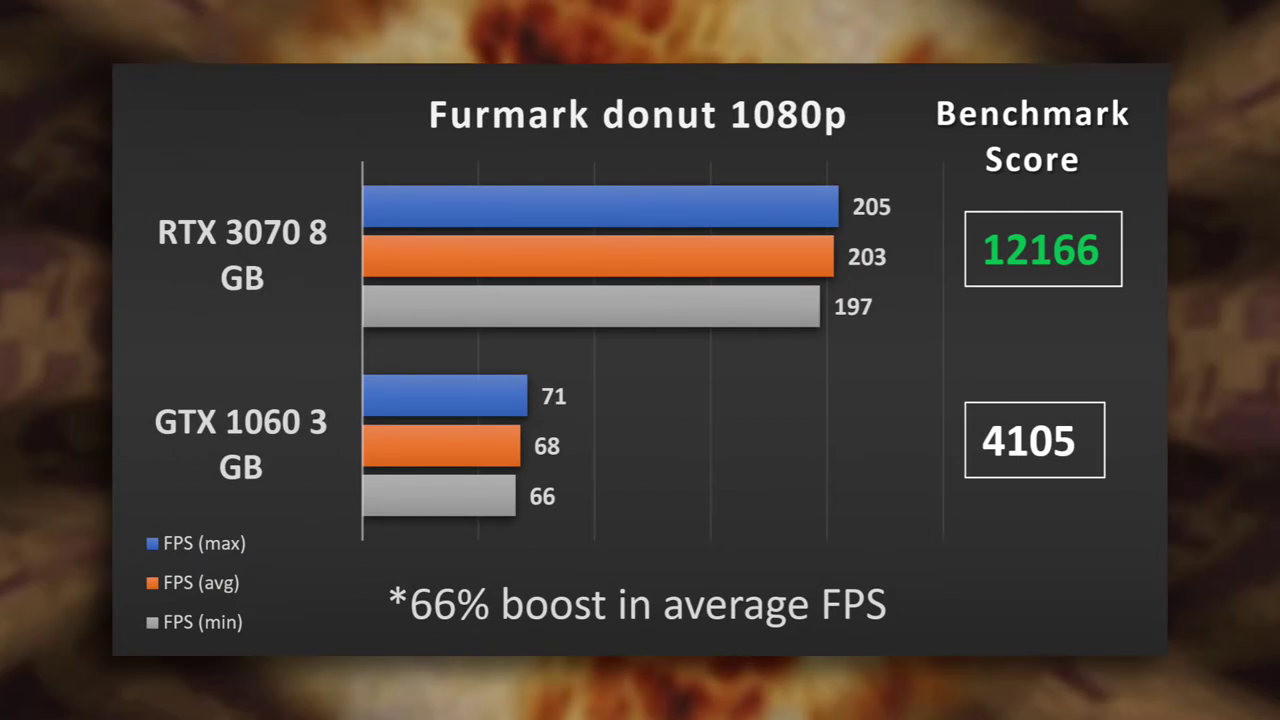 Furmark donut 1080p
Benchmark
Score
RTX 3070 8
GB
205
203
197
12166
GTX 1060 3
GB
71
68
66
4105
FPS (max)
FPS (avg)
FPS (min)
*66% boost in average FPS